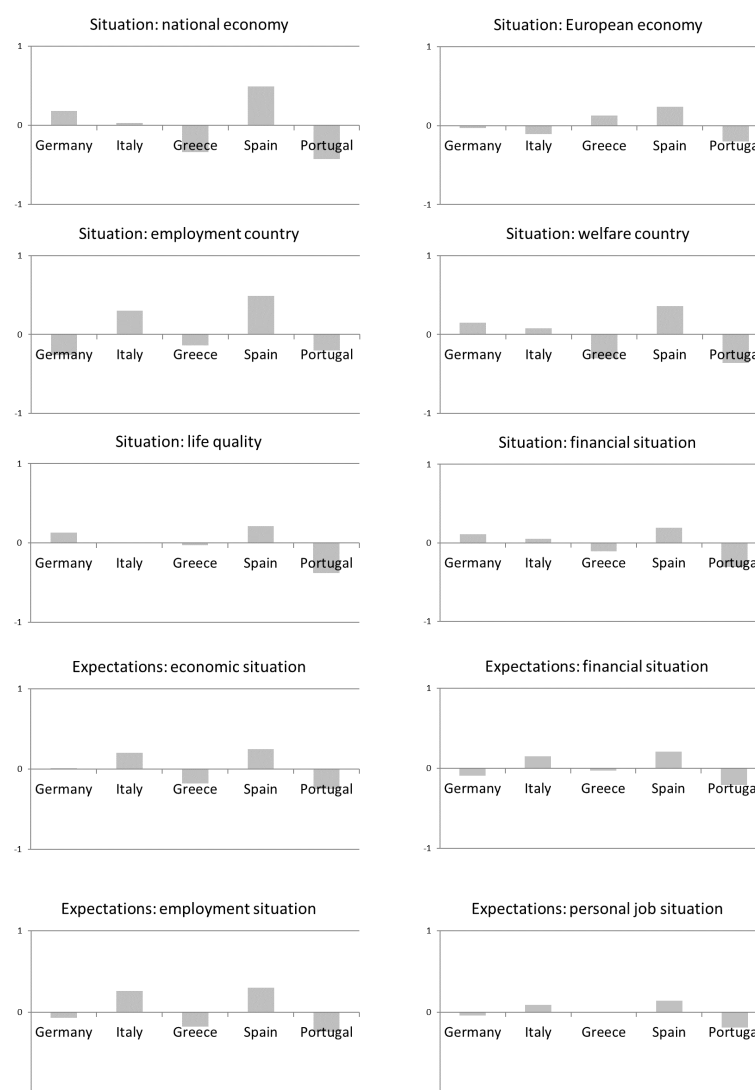 Situation: national economy
1
0
Germany Italy Greece Spain Portugal
-1
Situation: European economy
1
0
Germany Italy Greece Spain Portuga
-1
Situation: employment country
1
0
Germany Italy Greece Spain Portugal
-1
Situation: welfare country
1
0
Germany Italy Greece Spain Portuga
-1
Situation: life quality
1
0
Germany Italy Greece Spain Portugal
-1
Situation: financial situation
1
0
Germany Italy Greece Spain Portuga
-1
Expectations: economic situation
1
0
Germany Italy Greece Spain Portugal
-1
Expectations: financial situation
1
0
Germany Italy Greece Spain Portuga
-1
Expectations: employment situation
1
0
Germany Italy Greece Spain Portugal
Expectations: personal job situation
1
0
Germany Italy Greece Spain Portuga